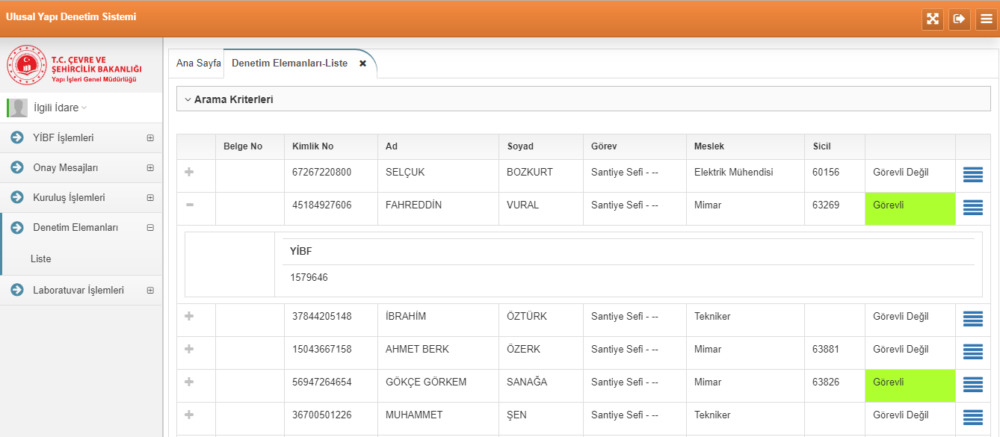 Ulusal Yapı Denetim Sistemi
T.C. ÇEVRE VE
ŞEHİRCİLİK BAKANLIĞI
Yapı İşleri Genel Müdürlüğü
İlgili İdare
YİBF İşlemleri
Onay Mesajları
Kuruluş İşlemleri
Denetim Elemanları
Liste
Laboratuvar İşlemleri
Ana Sayfa Denetim Elemanları-Liste
Arama Kriterleri
Belge No Kimlik No Ad Soyad Görev Meslek Sicil
67267220800 SELÇUK BOZKURT Santiye Sefi - -- Elektrik Mühendisi 60156 Görevli Değil
45184927606 FAHREDDİN VURAL Santiye Sefi - -- Mimar 63269 Görevli
YİBF
1579646
37844205148 İBRAHİM ÖZTÜRK Santiye Sefi - -- Tekniker Görevli Değil
15043667158 AHMET BERK ÖZERK Santiye Sefi - -- Mimar 63881 Görevli Değil
56947264654 GÖKÇE GÖRKEM SANAĞA Santiye Sefi - -- Mimar 63826 Görevli
36700501226 MUHAMMET ŞEN Santiye Sefi - -- Tekniker Görevli Değil